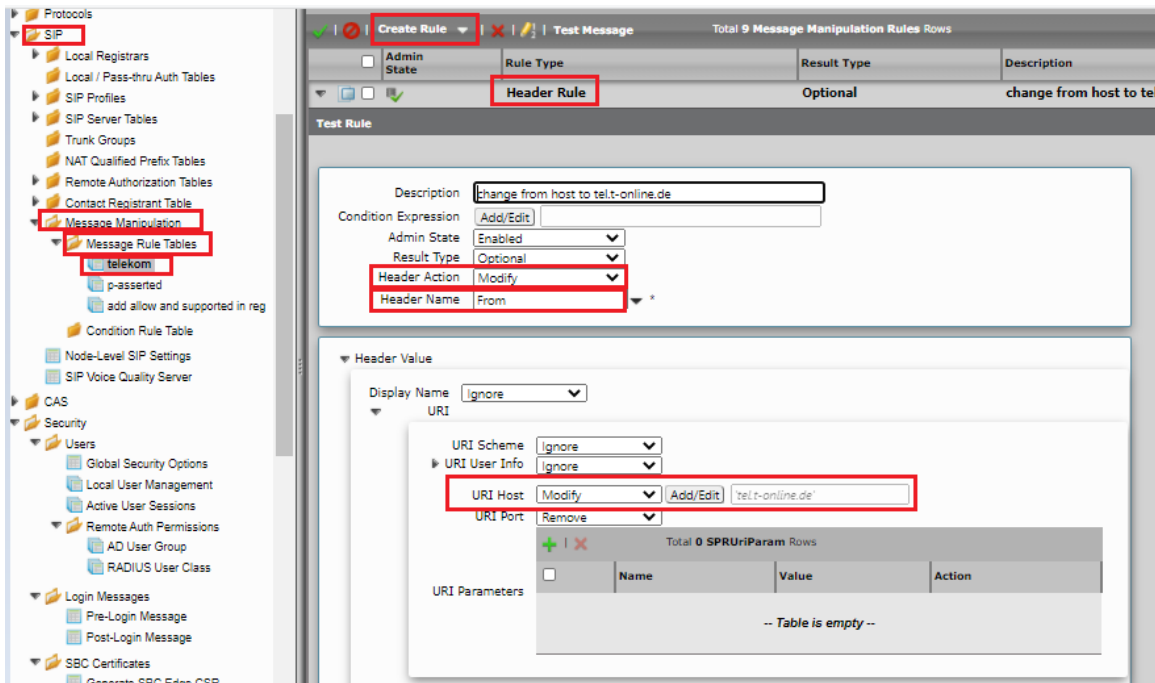 Protocols
SIP
Local Registrars
Local / Pass-thru Auth Tables
SIP Profiles
SIP Server Tables
Trunk Groups
NAT Qualified Prefix Tables
Remote Authorization Tables
Contact Registrant Table
Message Manipulation
Message Rule Tables
telekom
p-asserted
add allow and supported in reg
Condition Rule Table
Node-Level SIP Settings
SIP Voice Quality Server
CAS
Security
Users
Global Security Options
Local User Management
Active User Sessions
Remote Auth Permissions
AD User Group
RADIUS User Class
Login Messages
Pre-Login Message
Post-Login Message
SBC Certificates
Generate SBC Edge CSR
| Create Rule | | Test Message Total 9 Message Manipulation Rules Rows
Admin State Rule Type Result Type Description
Header Rule Optional change from host to tel
Test Rule
Description change from host to tel.t-online.de
Condition Expression Add/Edit
Admin State Enabled
Result Type Optional
Header Action Modify
Header Name From *
Header Value
Display Name Ignore
URI
URI Scheme Ignore
URI User Info Ignore
URI Host Modify Add/Edit 'tel.t-online.de'
URI Port Remove
Total 0 SPRUriParam Rows
URI Parameters
Name Value Action
-- Table is empty --